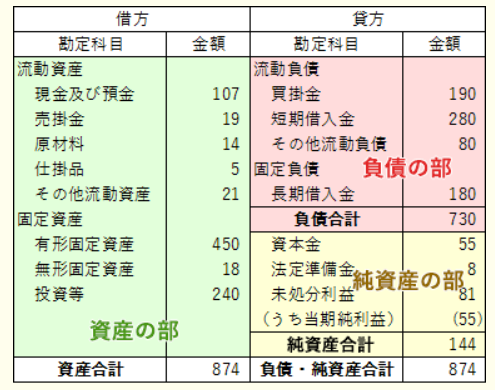 借方 貸方
勘定科目 金額 勘定科目 金額
流動資産 流動負債
現金及び預金 107 買掛金 190
売掛金 19 短期借入金 280
原材料 14 その他流動負債 80
仕掛品 5 固定負債 負債の部
その他流動資産 21 長期借入金 180
固定資産 負債合計 730
有形固定資産 450 資本金 55
無形固定資産 18 法定準備金 8
純資産の部
投資等 240 未処分利益 81
資産の部 (うち当期純利益) (55)
純資産合計 144
資産合計 874 負債・純資産合計 874